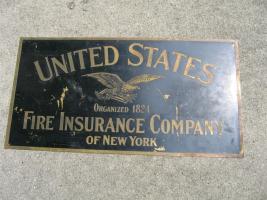 UNITED STATES
ORGANIZED 1824
FIRE INSURANCE COMPANY
OF NEW YORK